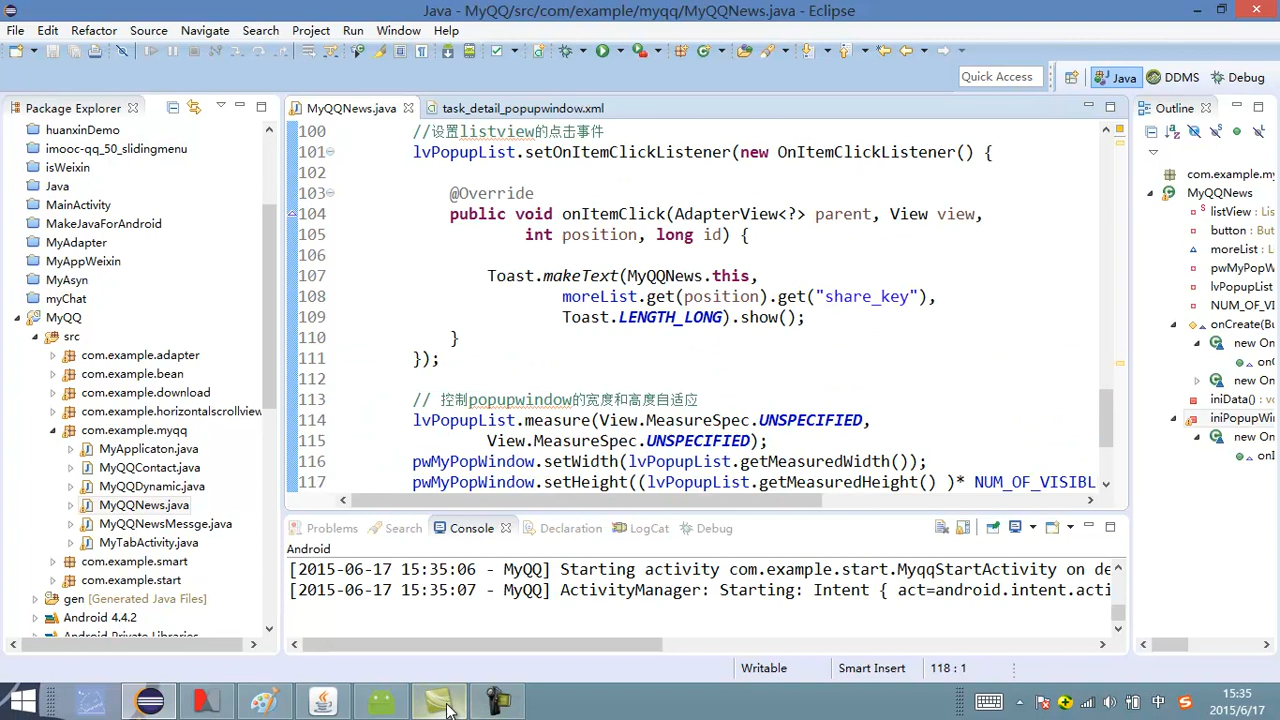 Java - MyQQ/src/com/example/myqq/MyQQNews.java - Eclipse
File Edit Refactor Source Navigate Search Project Run Window Help
Quick Access Java DDMS Debug
Package Explorer
huanxinDemo
imooc-qq_50_slidingmenu
isWeixin
Java
MainActivity
MakeJavaForAndroid
MyAdapter
MyAppWeixin
MyAsyn
myChat
MyQQ
src
com.example.adapter
com.example.bean
com.example.download
com.example.horizontalscrollview
com.example.myqq
MyApplicaton.java
MyQQContact.java
MyQQDynamic.java
MyQQNews.java
MyQQNewsMessge.java
MyTabActivity.java
com.example.smart
com.example.start
gen [Generated Java Files]
Android 4.4.2
Android Private Libraries
MyQQNews.java task_detail_popupwindow.xml
100 //设置listview的点击事件
101 lvPopupList.setOnItemClickListener(new OnItemClickListener() {
102
103 @Override
104 public void onItemClick(AdapterView<?> parent, View view,
105 int position, long id) {
106
107 Toast.makeText(MyQQNews.this,
108 moreList.get(position).get("share_key"),
109 Toast.LENGTH_LONG).show();
110 }
111 });
112
113 // 控制popupwindow的宽度和高度自适应
114 lvPopupList.measure(View.MeasureSpec.UNSPECIFIED,
115 View.MeasureSpec.UNSPECIFIED);
116 pwMyPopWindow.setWidth(lvPopupList.getMeasuredWidth());
117 pwMyPopWindow.setHeight((lvPopupList.getMeasuredHeight() )* NUM_OF_VISIBL
Outline
com.example.my
MyQQNews
listView : List
button : Butt
moreList : Li
pwMyPopW
lvPopupList :
NUM_OF_VI
onCreate(Bu
new On
on
new On
iniData() : vo
iniPopupWin
new On
onI
Problems Search Console Declaration LogCat Debug
Android
[2015-06-17 15:35:06 - MyQQ] Starting activity com.example.start.MyqqStartActivity on de
[2015-06-17 15:35:07 - MyQQ] ActivityManager: Starting: Intent { act=android.intent.acti
Writable Smart Insert 118 : 1
中
15:35
2015/6/17